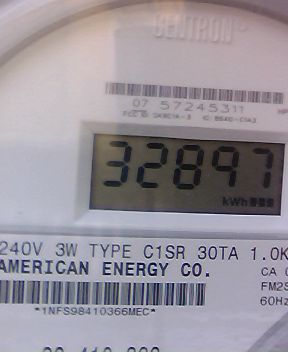 CENTRON®
07 57245311
32897
kWh
240V 3W TYPE C1SR 30TA 1.0K
AMERICAN ENERGY CO.
CA
FM2S
60Hz
*1NFS98410366MEC*